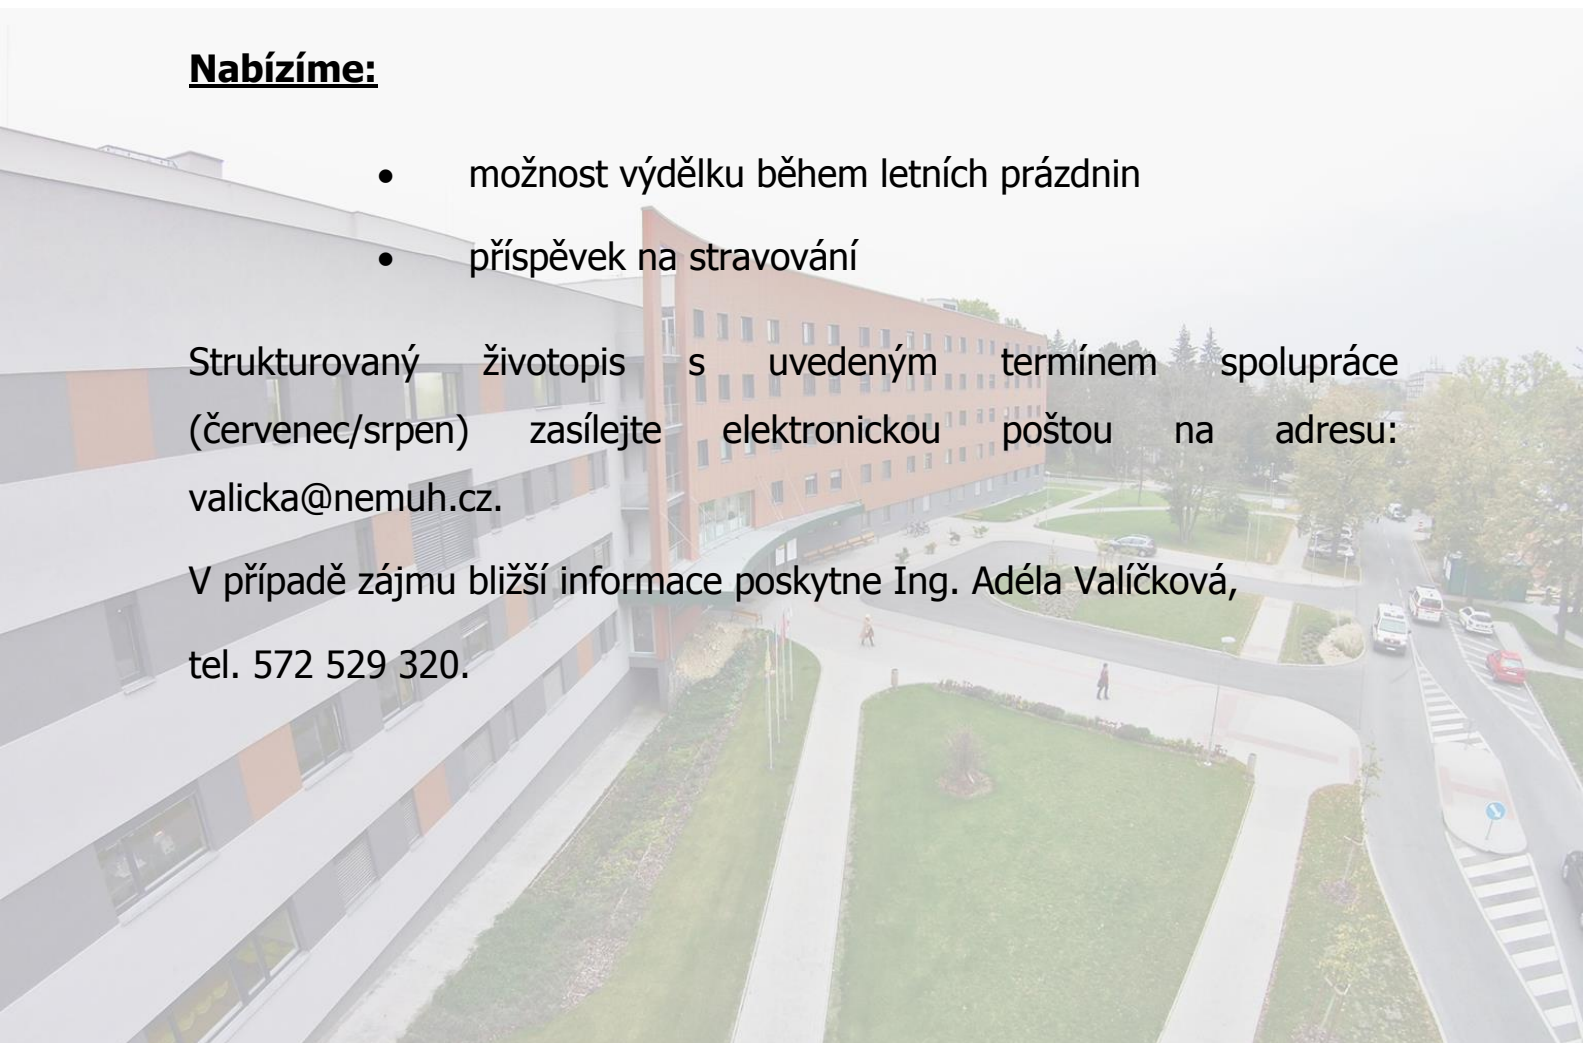 Nabízíme:
• možnost výdělku během letních prázdnin
• příspěvek na stravování
Strukturovaný životopis s uvedeným termínem spolupráce
(červenec/srpen) zasílejte elektronickou poštou na adresu:
valicka@nemuh.cz.
V případě zájmu bližší informace poskytne Ing. Adéla Valíčková,
tel. 572 529 320.